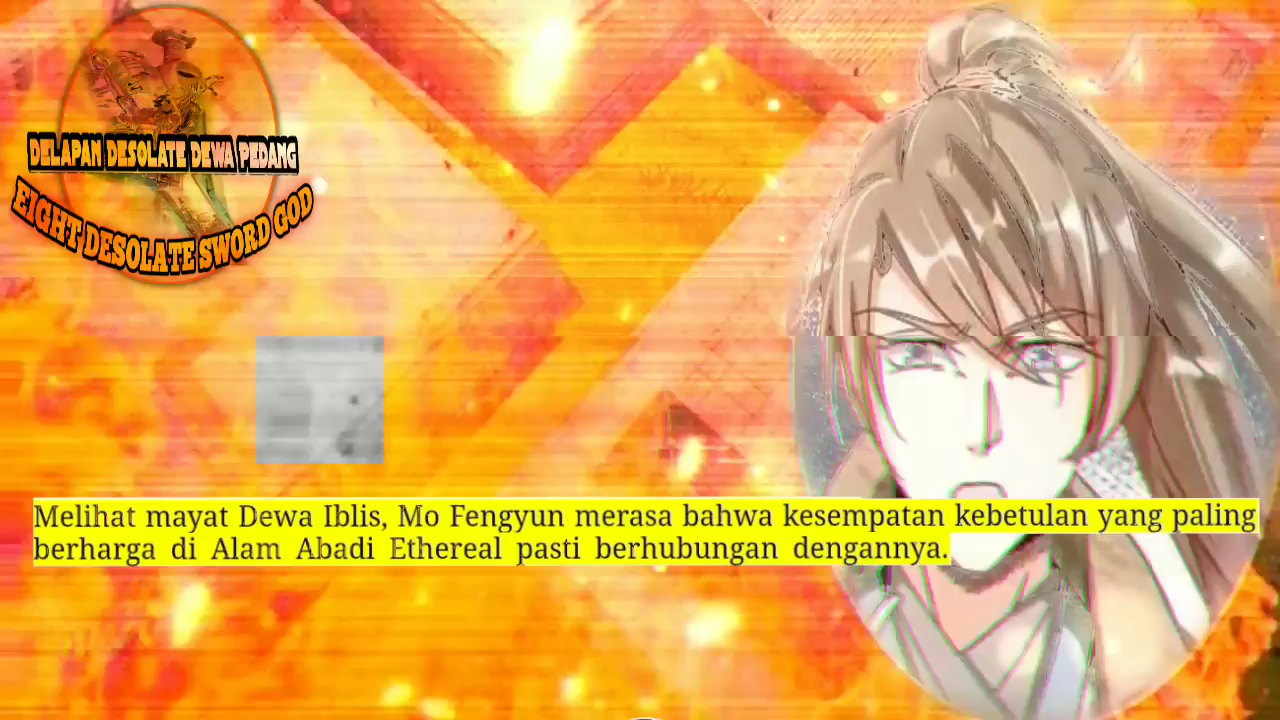 DELAPAN DESOLATE DEWA PEDANG
EIGHT DESOLATE SWORD GOD
Melihat mayat Dewa Iblis, Mo Fengyun merasa bahwa kesempatan kebetulan yang paling
berharga di Alam Abadi Ethereal pasti berhubungan dengannya.